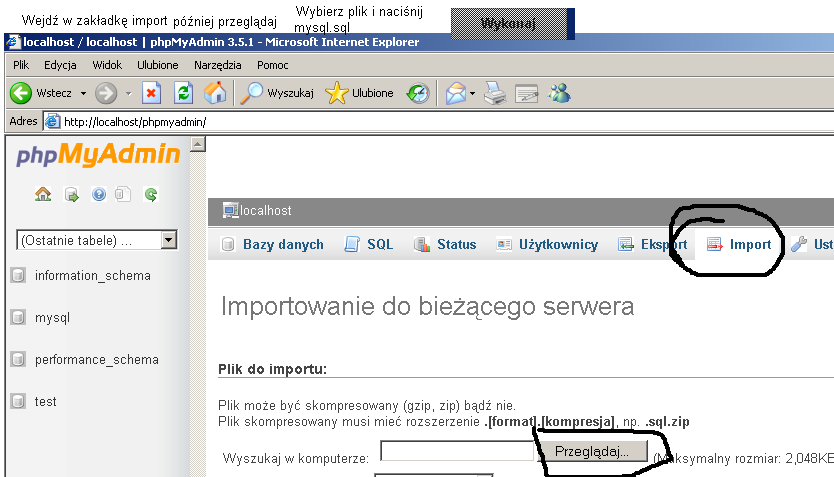 Wejdź w zakładkę import później przeglądaj
Wybierz plik i naciśnij
mysql.sql
Wykonaj
localhost / localhost | phpMyAdmin 3.5.1 - Microsoft Internet Explorer
Plik Edycja Widok Ulubione Narzędzia Pomoc
Wstecz Wyszukaj Ulubione
Adres http://localhost/phpmyadmin/
phpMyAdmin
localhost
(Ostatnie tabele) ...
Bazy danych SQL Status Użytkownicy Eksport Import Ust
information_schema
mysql
performance_schema
test
Importowanie do bieżącego serwera
Plik do importu:
Plik może być skompresowany (gzip, zip) bądź nie.
Plik skompresowany musi mieć rozszerzenie .[format].[kompresja], np. .sql.zip
Wyszukaj w komputerze: Przeglądaj... (Maksymalny rozmiar: 2,048KE